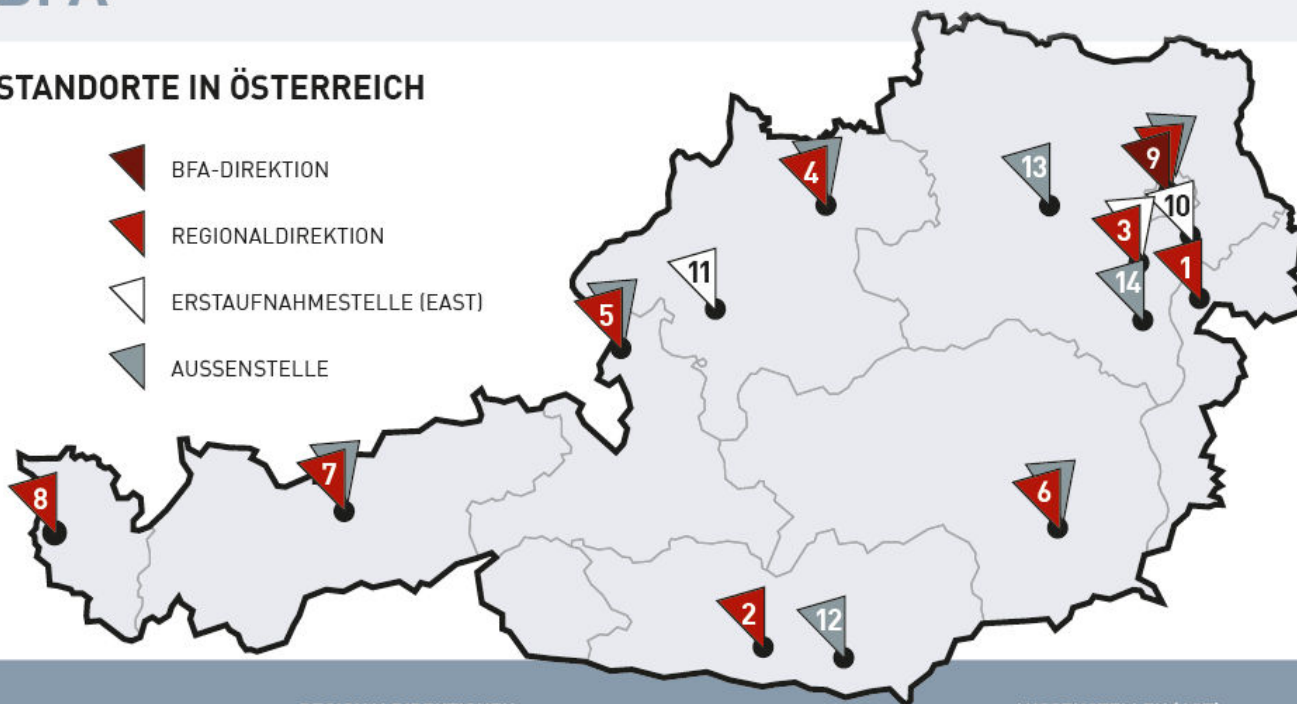 BFA
STANDORTE IN ÖSTERREICH
BFA-DIREKTION
REGIONALDIREKTION
ERSTAUFNAHMESTELLE (EAST)
AUSSENSTELLE
4
13
9
10
3
1
11
14
5
7
8
6
2
12